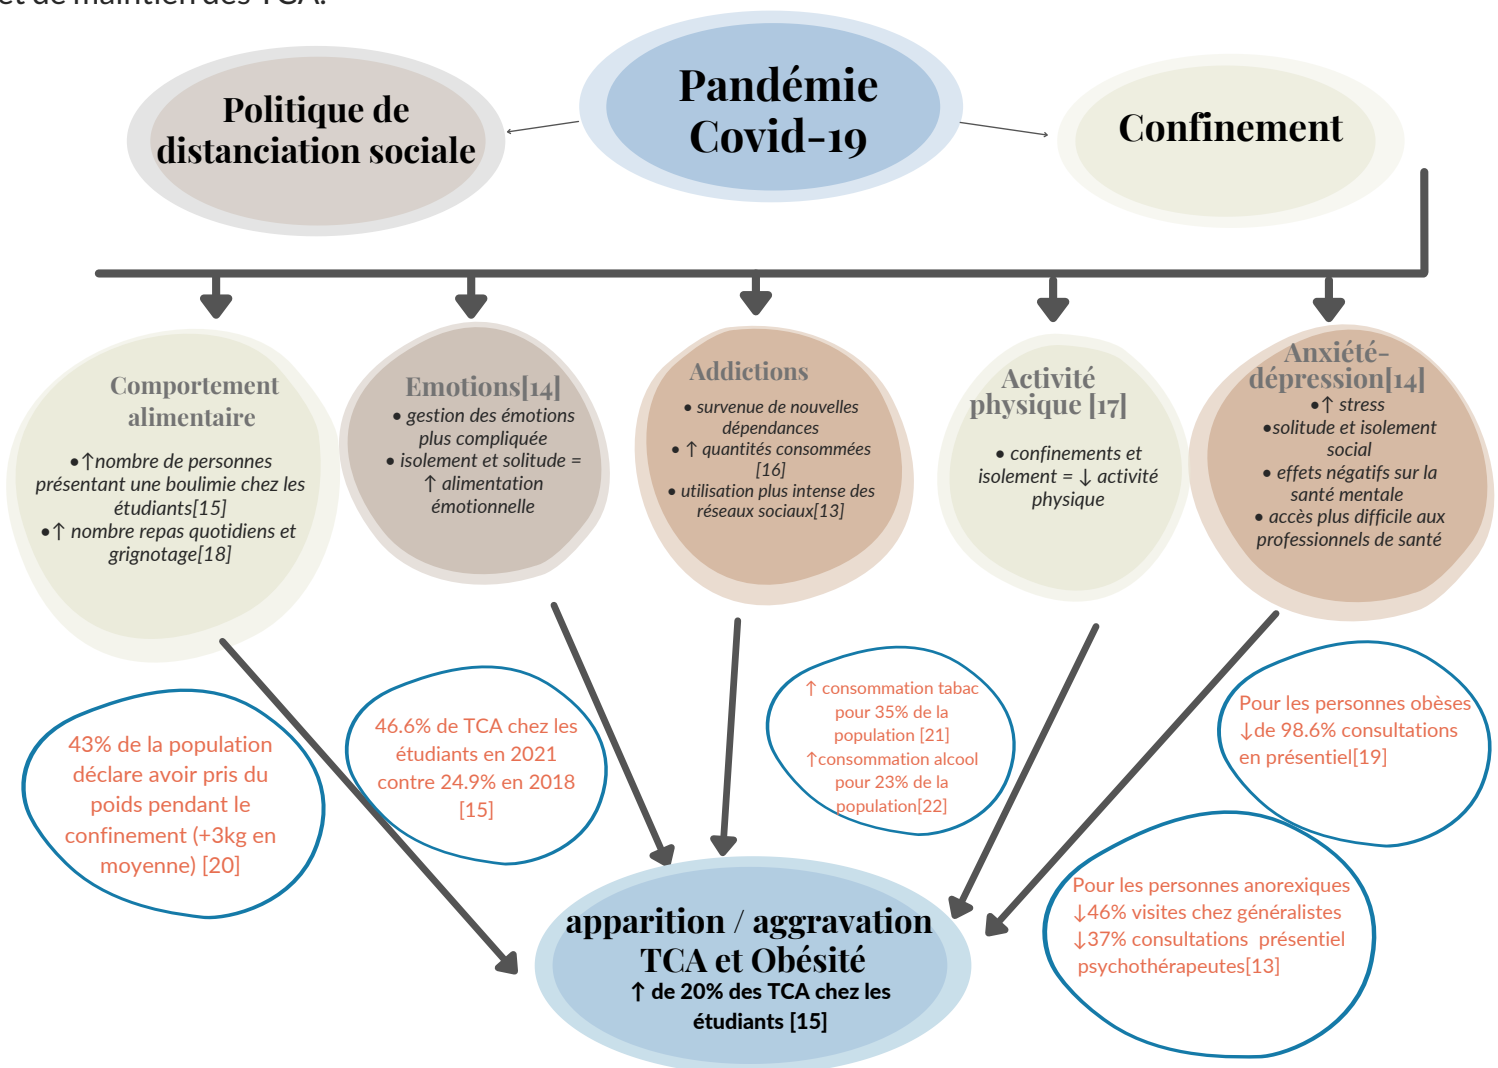 et de maintien des TCA.
Politique de
distanciation sociale
Pandémie
Covid-19
Confinement
Comportement
alimentaire
•↑nombre de personnes
présentant une boulimie chez les
étudiants[15]
•↑ nombre repas quotidiens et
grignotage[18]
Emotions[14]
• gestion des émotions
plus compliquée
• isolement et solitude =
↑ alimentation
émotionnelle
Addictions
• survenue de nouvelles
dépendances
• ↑ quantités consommées
[16]
• utilisation plus intense des
réseaux sociaux[13]
Activité
physique [17]
• confinements et
isolement = ↓ activité
physique
Anxiété-
dépression[14]
•↑ stress
•solitude et isolement
social
• effets négatifs sur la
santé mentale
• accès plus difficile aux
professionnels de santé
43% de la population
déclare avoir pris du
poids pendant le
confinement (+3kg en
moyenne) [20]
46.6% de TCA chez les
étudiants en 2021
contre 24.9% en 2018
[15]
↑ consommation tabac
pour 35% de la
population [21]
↑consommation alcool
pour 23% de la
population[22]
Pour les personnes obèses
↓de 98.6% consultations
en présentiel[19]
Pour les personnes anorexiques
↓46% visites chez généralistes
↓37% consultations présentiel
psychothérapeutes[13]
apparition / aggravation
TCA et Obésité
↑ de 20% des TCA chez les
étudiants [15]